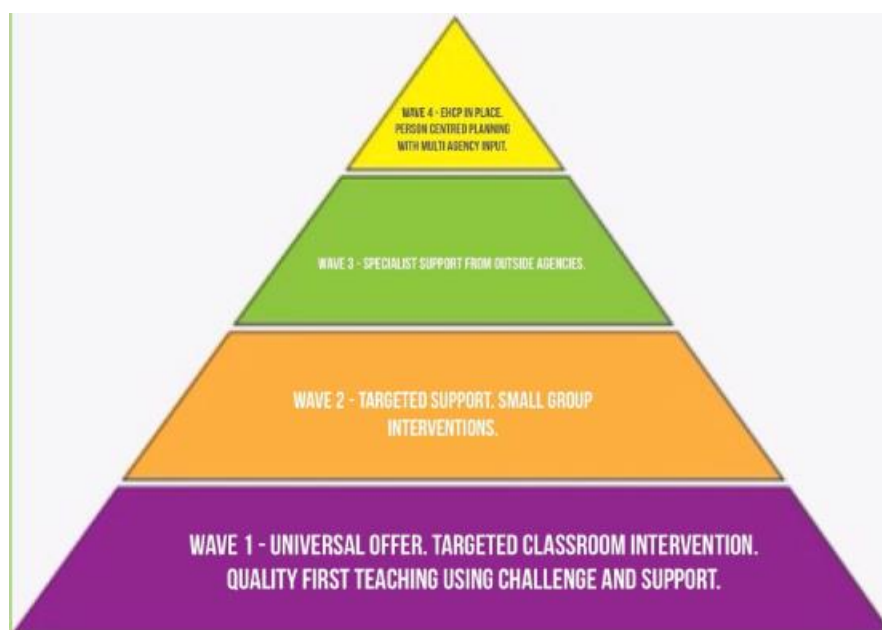 WAVE 4 - EHCP IN PLACE.
PERSON CENTRED PLANNING
WITH MULTI AGENCY INPUT.
WAVE 3 - SPECIALIST SUPPORT FROM OUTSIDE AGENCIES.
WAVE 2 - TARGETED SUPPORT. SMALL GROUP
INTERVENTIONS.
WAVE 1 - UNIVERSAL OFFER. TARGETED CLASSROOM INTERVENTION.
QUALITY FIRST TEACHING USING CHALLENGE AND SUPPORT.